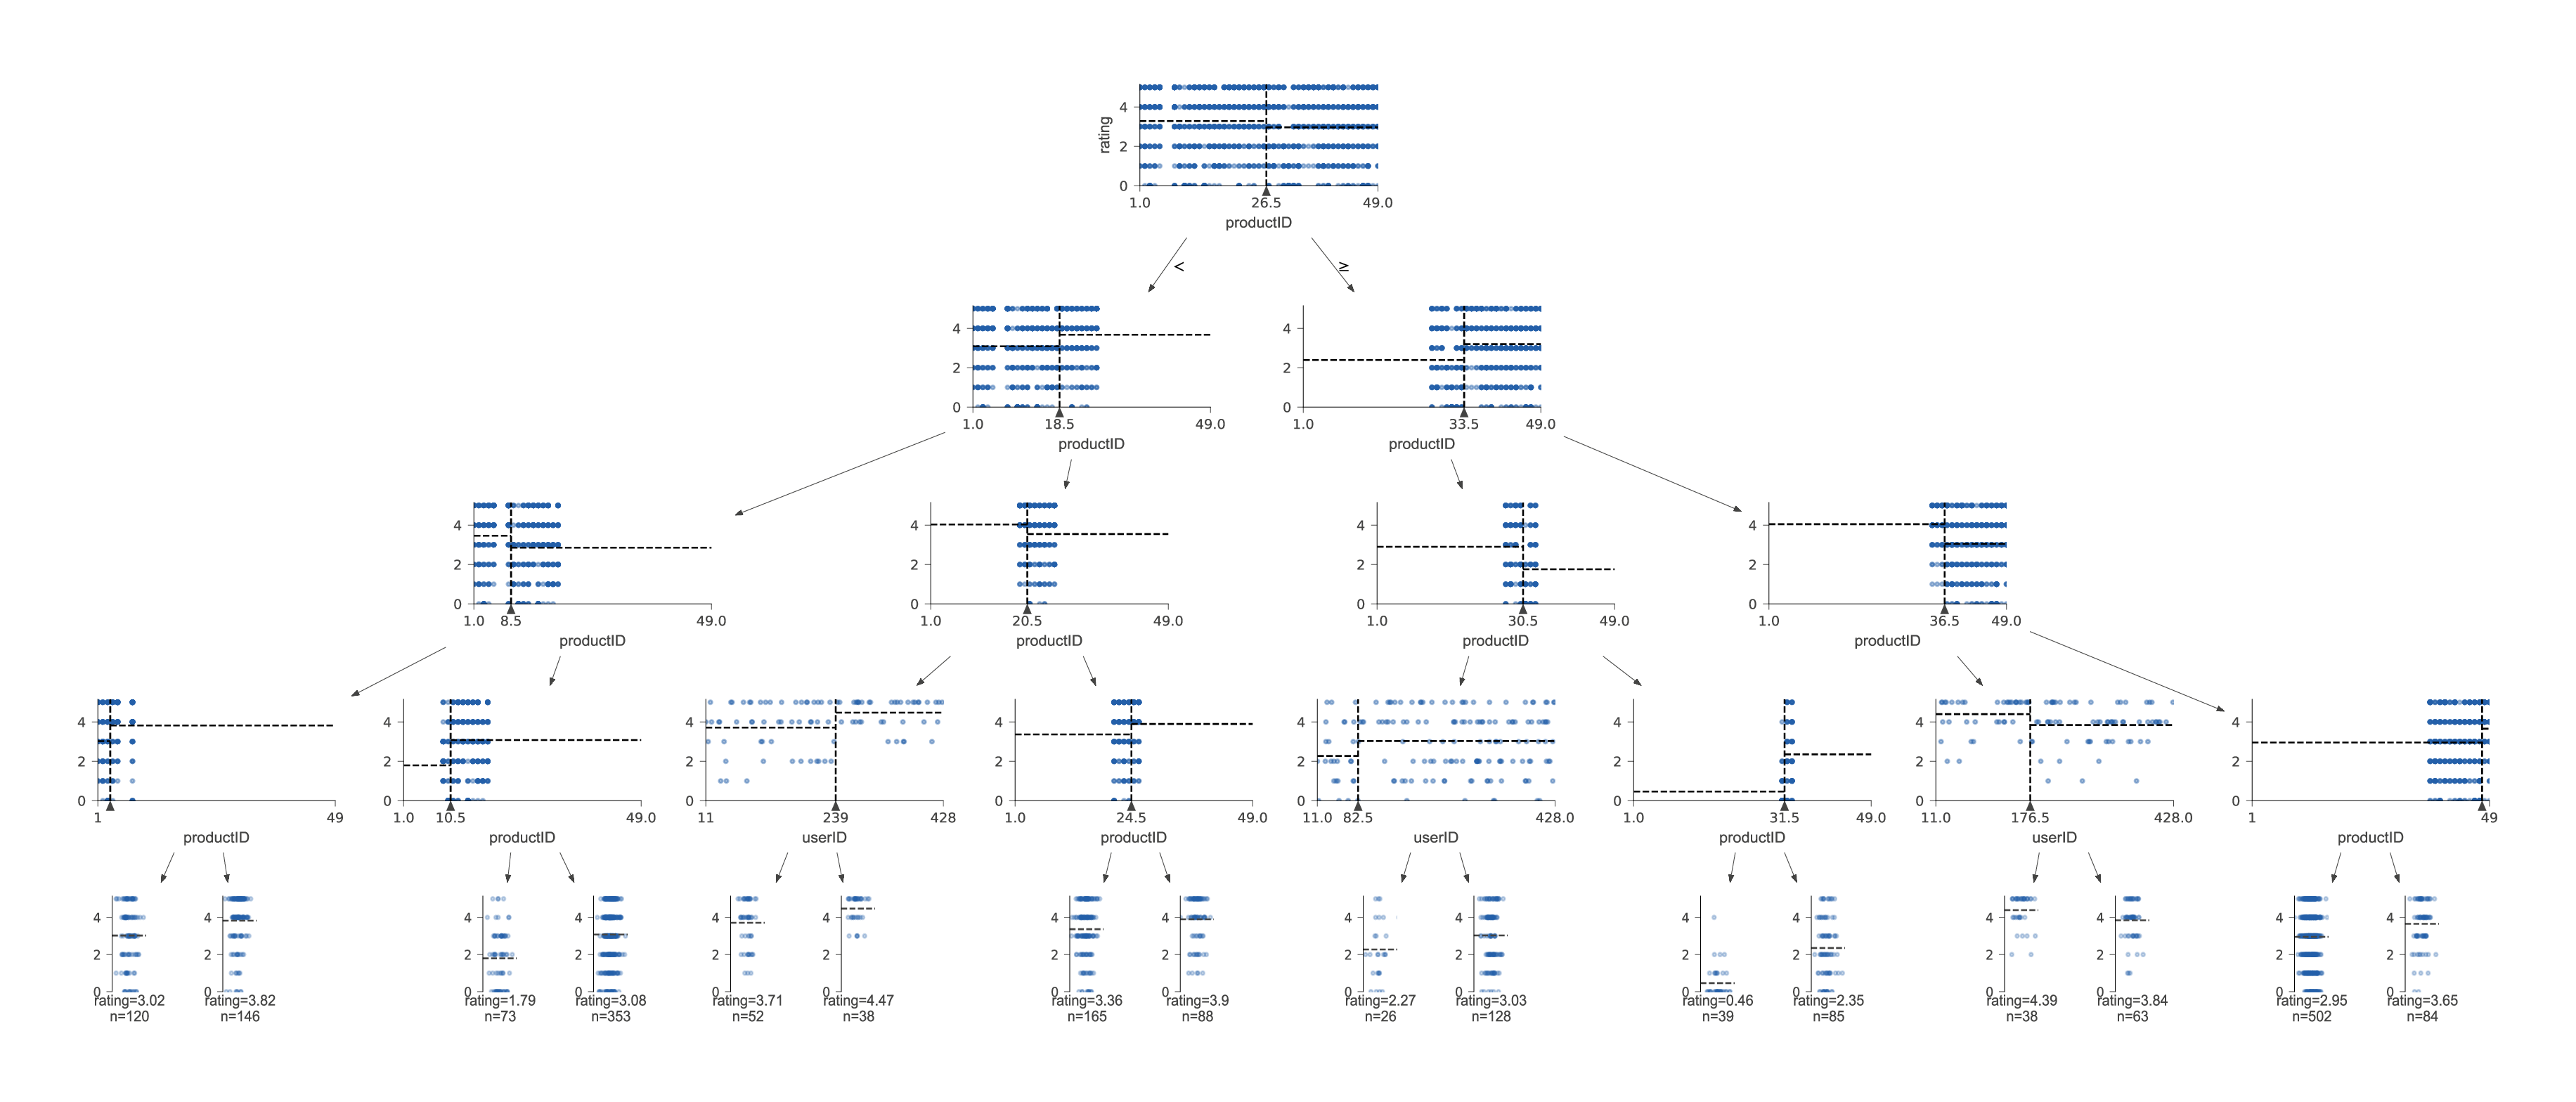 4
rating
2
0
1.0 26.5 49.0
productID
< ≥
4 4
2 2
0 0
1.0 18.5 49.0 1.0 33.5 49.0
productID productID
4 4 4 4
2 2 2 2
0 0 0 0
1.0 8.5 49.0 1.0 20.5 49.0 1.0 30.5 49.0 1.0 36.5 49.0
productID productID productID productID
4 4 4 4 4 4 4 4
2 2 2 2 2 2 2 2
0 0 0 0 0 0 0 0
1 49 1.0 10.5 49.0 11 239 428 1.0 24.5 49.0 11.0 82.5 428.0 1.0 31.5 49.0 11.0 176.5 428.0 1 49
productID productID userID productID userID productID userID productID
4 4 4 4 4 4 4 4 4 4 4 4 4 4 4 4
2 2 2 2 2 2 2 2 2 2 2 2 2 2 2 2
0 0 0 0 0 0 0 0 0 0 0 0 0 0 0 0
rating=3.02 rating=3.82 rating=1.79 rating=3.08 rating=3.71 rating=4.47 rating=3.36 rating=3.9 rating=2.27 rating=3.03 rating=0.46 rating=2.35 rating=4.39 rating=3.84 rating=2.95 rating=3.65
n=120 n=146 n=73 n=353 n=52 n=38 n=165 n=88 n=26 n=128 n=39 n=85 n=38 n=63 n=502 n=84